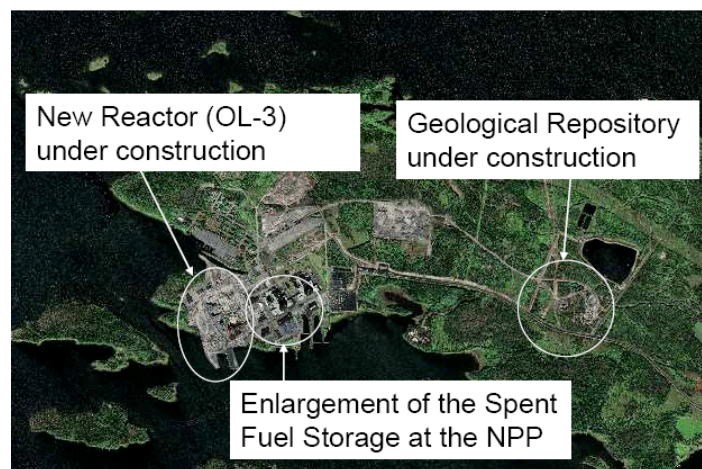 New Reactor (OL-3)
under construction
Geological Repository
under construction
Enlargement of the Spent
Fuel Storage at the NPP